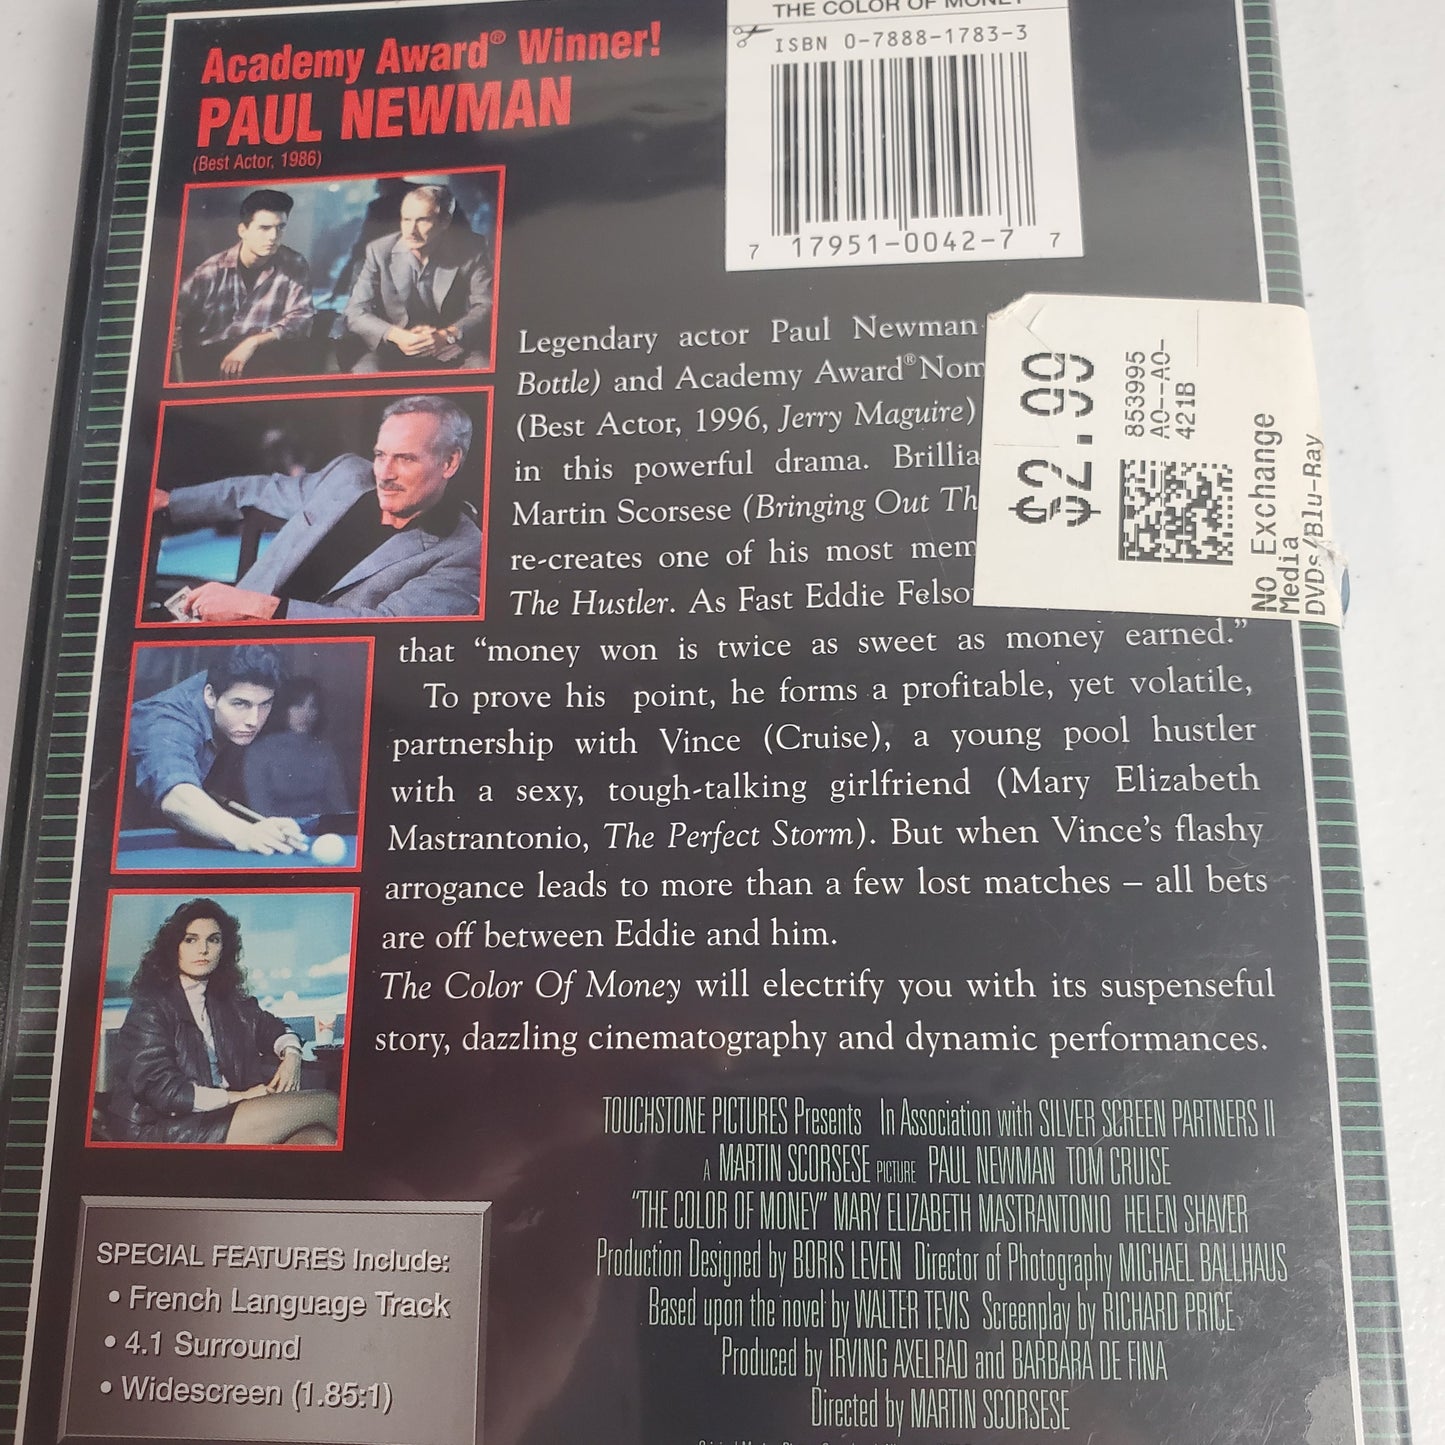 THE COLOR OF MONEY
ISBN 0-7888-1783-3
7 17951-0042-7 7
Academy Award® Winner!
PAUL NEWMAN
(Best Actor, 1986)
Legendary actor Paul Newman
Bottle) and Academy Award® Nom
(Best Actor, 1996, Jerry Maguire)
in this powerful drama. Brillia
Martin Scorsese (Bringing Out Th
re-creates one of his most mem
The Hustler. As Fast Eddie Felso
that “money won is twice as sweet as money earned.”
To prove his point, he forms a profitable, yet volatile,
partnership with Vince (Cruise), a young pool hustler
with a sexy, tough-talking girlfriend (Mary Elizabeth
Mastrantonio, The Perfect Storm). But when Vince's flashy
arrogance leads to more than a few lost matches – all bets
are off between Eddie and him.
The Color Of Money will electrify you with its suspenseful
story, dazzling cinematography and dynamic performances.
$2.99
853995
A0--A0-
421B
No Exchange
Media
DVDs/Blu-Ray
TOUCHSTONE PICTURES Presents In Association with SILVER SCREEN PARTNERS II
A MARTIN SCORSESE PICTURE PAUL NEWMAN TOM CRUISE
“THE COLOR OF MONEY” MARY ELIZABETH MASTRANTONIO HELEN SHAVER
Production Designed by BORIS LEVEN Director of Photography MICHAEL BALLHAUS
Based upon the novel by WALTER TEVIS Screenplay by RICHARD PRICE
Produced by IRVING AXELRAD and BARBARA DE FINA
Directed by MARTIN SCORSESE
SPECIAL FEATURES Include:
• French Language Track
• 4.1 Surround
• Widescreen (1.85:1)